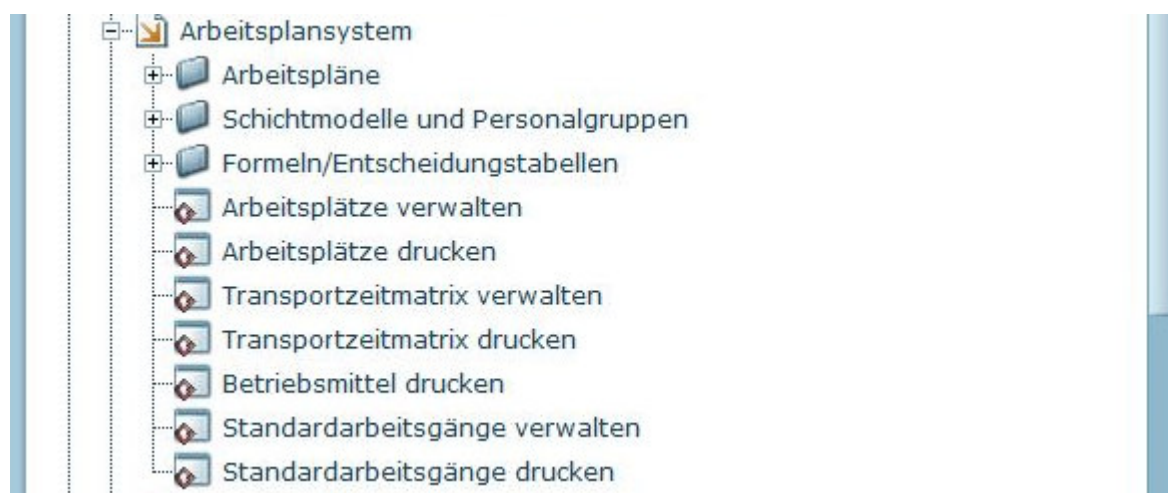 Arbeitsplansystem
Arbeitspläne
Schichtmodelle und Personalgruppen
Formeln/Entscheidungstabellen
Arbeitsplätze verwalten
Arbeitsplätze drucken
Transportzeitmatrix verwalten
Transportzeitmatrix drucken
Betriebsmittel drucken
Standardarbeitsgänge verwalten
Standardarbeitsgänge drucken